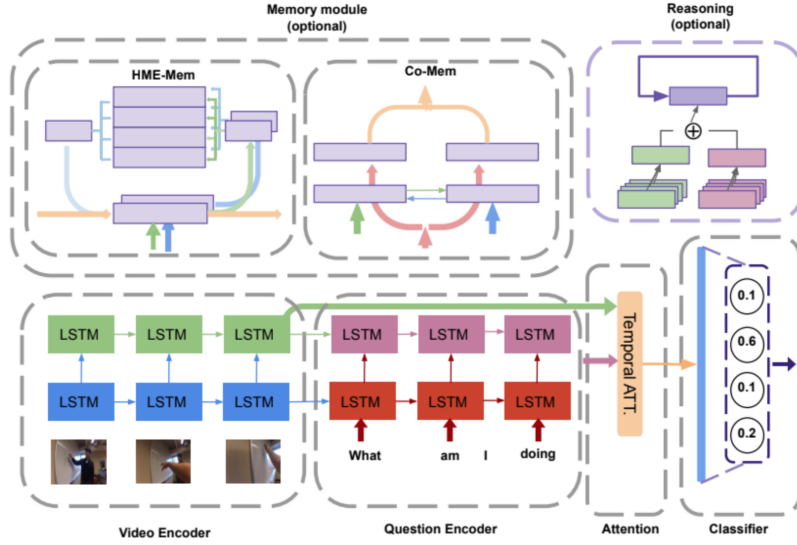 Memory module
(optional)
Reasoning
(optional)
HME-Mem
Co-Mem
LSTM LSTM LSTM LSTM LSTM LSTM
LSTM LSTM LSTM LSTM LSTM LSTM
What am I doing
Temporal ATT.
0.1
0.6
0.1
0.2
Video Encoder
Question Encoder
Attention
Classifier